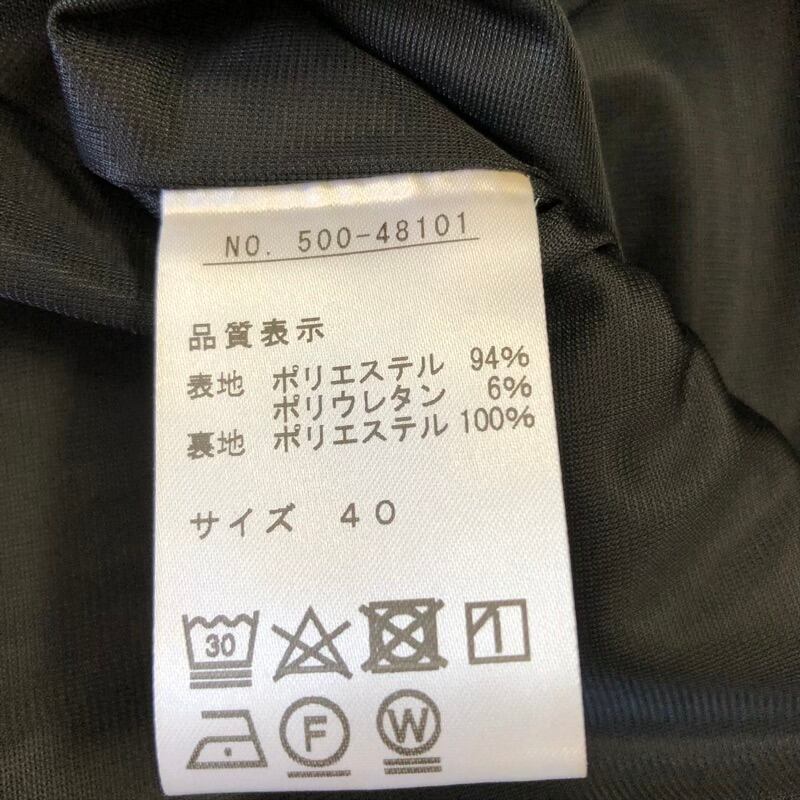 NO. 500-48101
品質表示
表地 ポリエステル 94%
ポリウレタン 6%
裏地 ポリエステル 100%
サイズ 40
30
F W